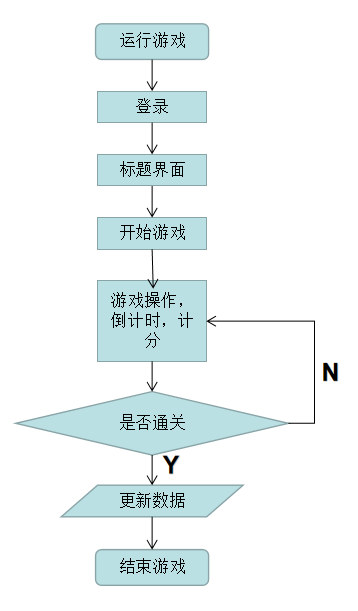 运行游戏
登录
标题界面
开始游戏
游戏操作，
倒计时，计
分
N
是否通关
Y
更新数据
结束游戏